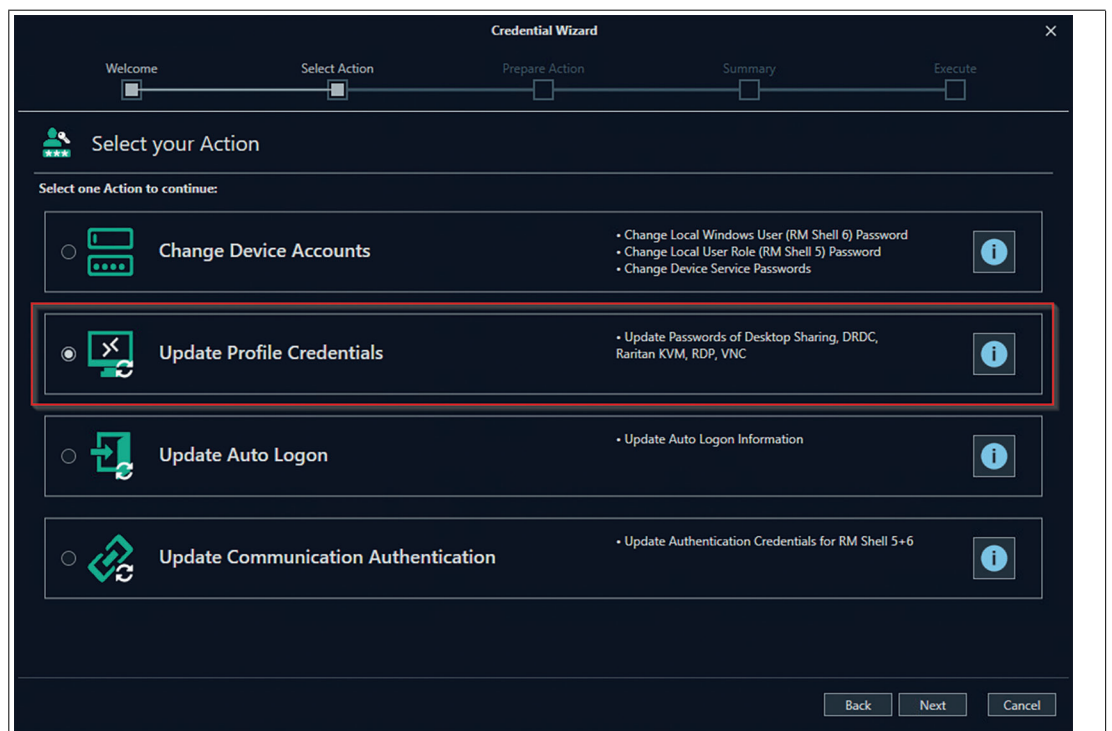 Credential Wizard
Welcome
Select Action
Prepare Action
Summary
Execute
Select your Action
Select one Action to continue:
Change Device Accounts
• Change Local Windows User (RM Shell 6) Password
• Change Local User Role (RM Shell 5) Password
• Change Device Service Passwords
Update Profile Credentials
• Update Passwords of Desktop Sharing, DRDC,
Raritan KVM, RDP, VNC
Update Auto Logon
• Update Auto Logon Information
Update Communication Authentication
• Update Authentication Credentials for RM Shell 5+6
Back
Next
Cancel